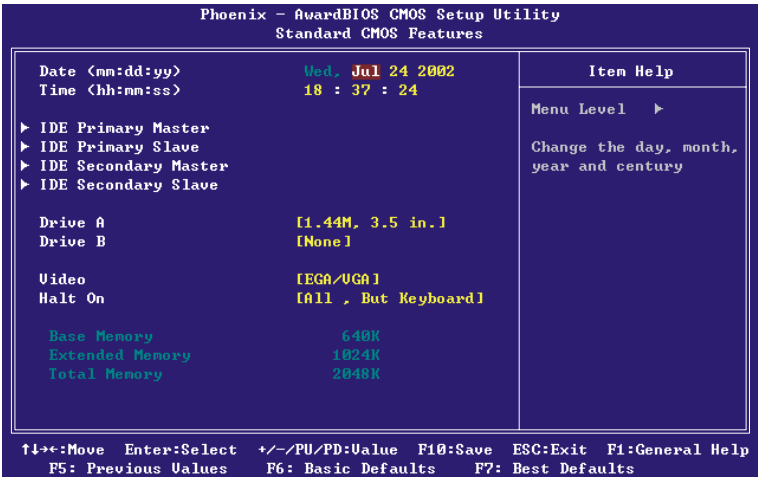 Phoenix - AwardBIOS CMOS Setup Utility
Standard CMOS Features
Date (mm:dd:yy) Wed, Jul 24 2002
Time (hh:mm:ss) 18 : 37 : 24
Item Help
Menu Level ▶
Change the day, month,
year and century
▶ IDE Primary Master
▶ IDE Primary Slave
▶ IDE Secondary Master
▶ IDE Secondary Slave
Drive A [1.44M, 3.5 in.]
Drive B [None]
Video [EGA/VGA]
Halt On [All , But Keyboard]
Base Memory 640K
Extended Memory 1024K
Total Memory 2048K
↑↓→←:Move Enter:Select +/-/PU/PD:Value F10:Save ESC:Exit F1:General Help
F5: Previous Values F6: Basic Defaults F7: Best Defaults